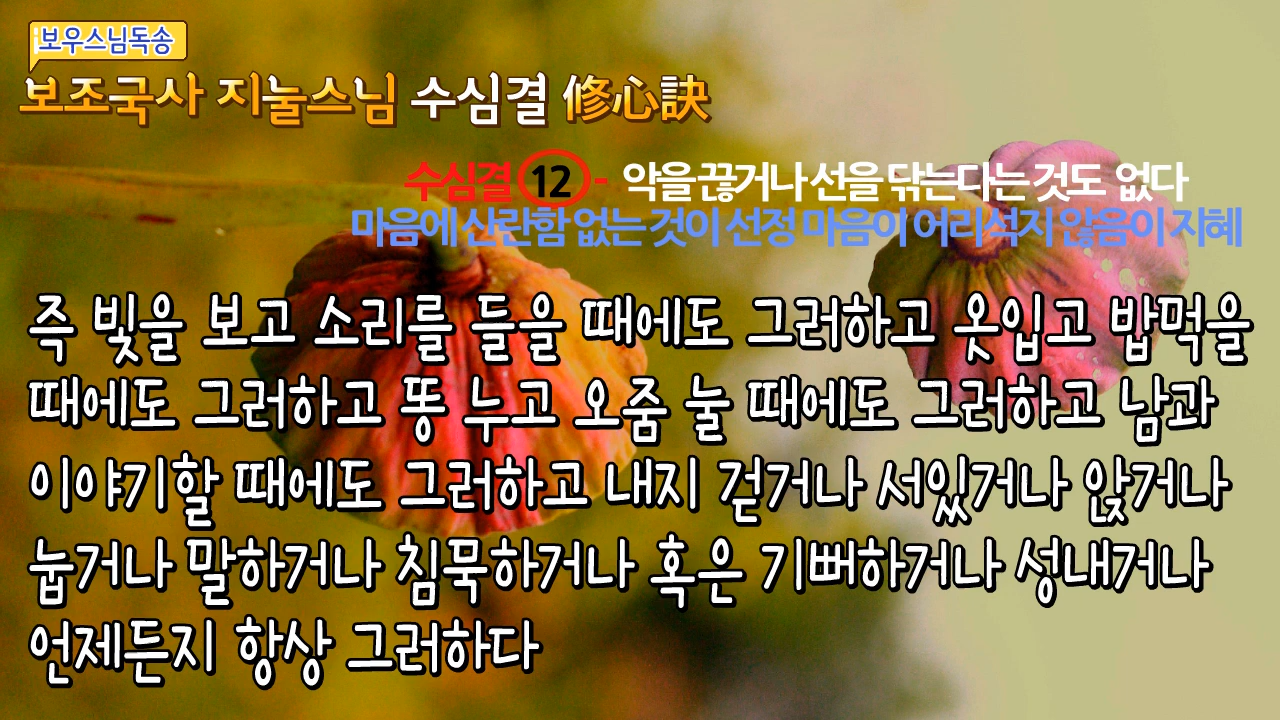 보우스님독송
보조국사 지눌스님 수심결 修心訣
수심결 12 - 악을 끊거나 선을 닦는다는 것도 없다
마음에 산란함 없는 것이 선정 마음이 어리석지 않음이 지혜
즉 빛을 보고 소리를 들을 때에도 그러하고 옷입고 밥먹을
때에도 그러하고 똥 누고 오줌 눌 때에도 그러하고 남과
이야기할 때에도 그러하고 내지 걷거나 서있거나 앉거나
눕거나 말하거나 침묵하거나 혹은 기뻐하거나 성내거나
언제든지 항상 그러하다